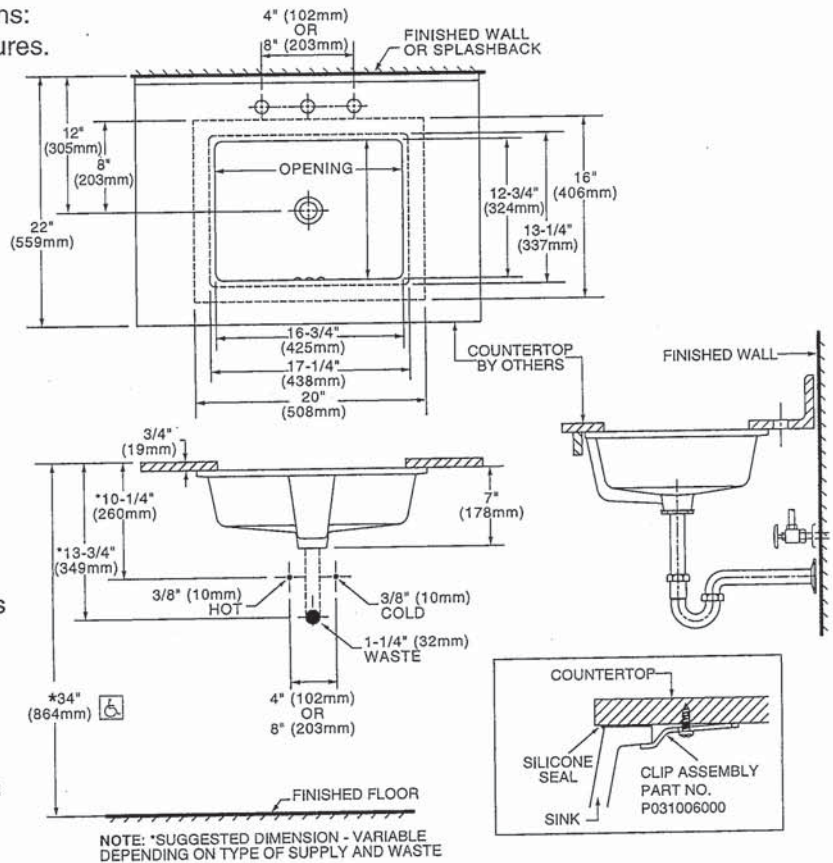 ns:
ures.
4" (102mm)
OR
8" (203mm)
FINISHED WALL
OR SPLASHBACK
12"
(305mm)
8"
(203mm)
22"
(559mm)
OPENING
12-3/4"
(324mm)
16"
(406mm)
13-1/4"
(337mm)
16-3/4"
(425mm)
17-1/4"
(438mm)
20"
(508mm)
COUNTERTOP
BY OTHERS
FINISHED WALL
3/4"
(19mm)
*10-1/4"
(260mm)
*13-3/4"
(349mm)
7"
(178mm)
3/8" (10mm)
HOT
3/8" (10mm)
COLD
1-1/4" (32mm)
WASTE
s
*34"
(864mm)
4" (102mm)
OR
8" (203mm)
COUNTERTOP
SILICONE
SEAL
CLIP ASSEMBLY
PART NO.
P031006000
SINK
FINISHED FLOOR
NOTE: *SUGGESTED DIMENSION - VARIABLE
DEPENDING ON TYPE OF SUPPLY AND WASTE